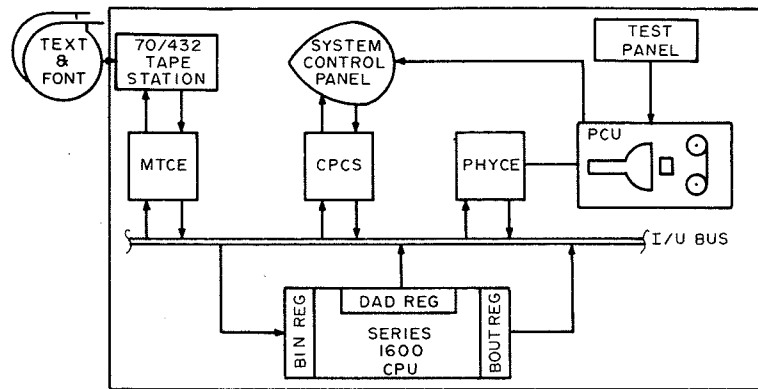 TEXT
&
FONT
70/432
TAPE
STATION
SYSTEM
CONTROL
PANEL
TEST
PANEL
PCU
MTCE
CPCS
PHYCE
I/U BUS
BIN REG
DAD REG
SERIES
1600
CPU
BOUT REG